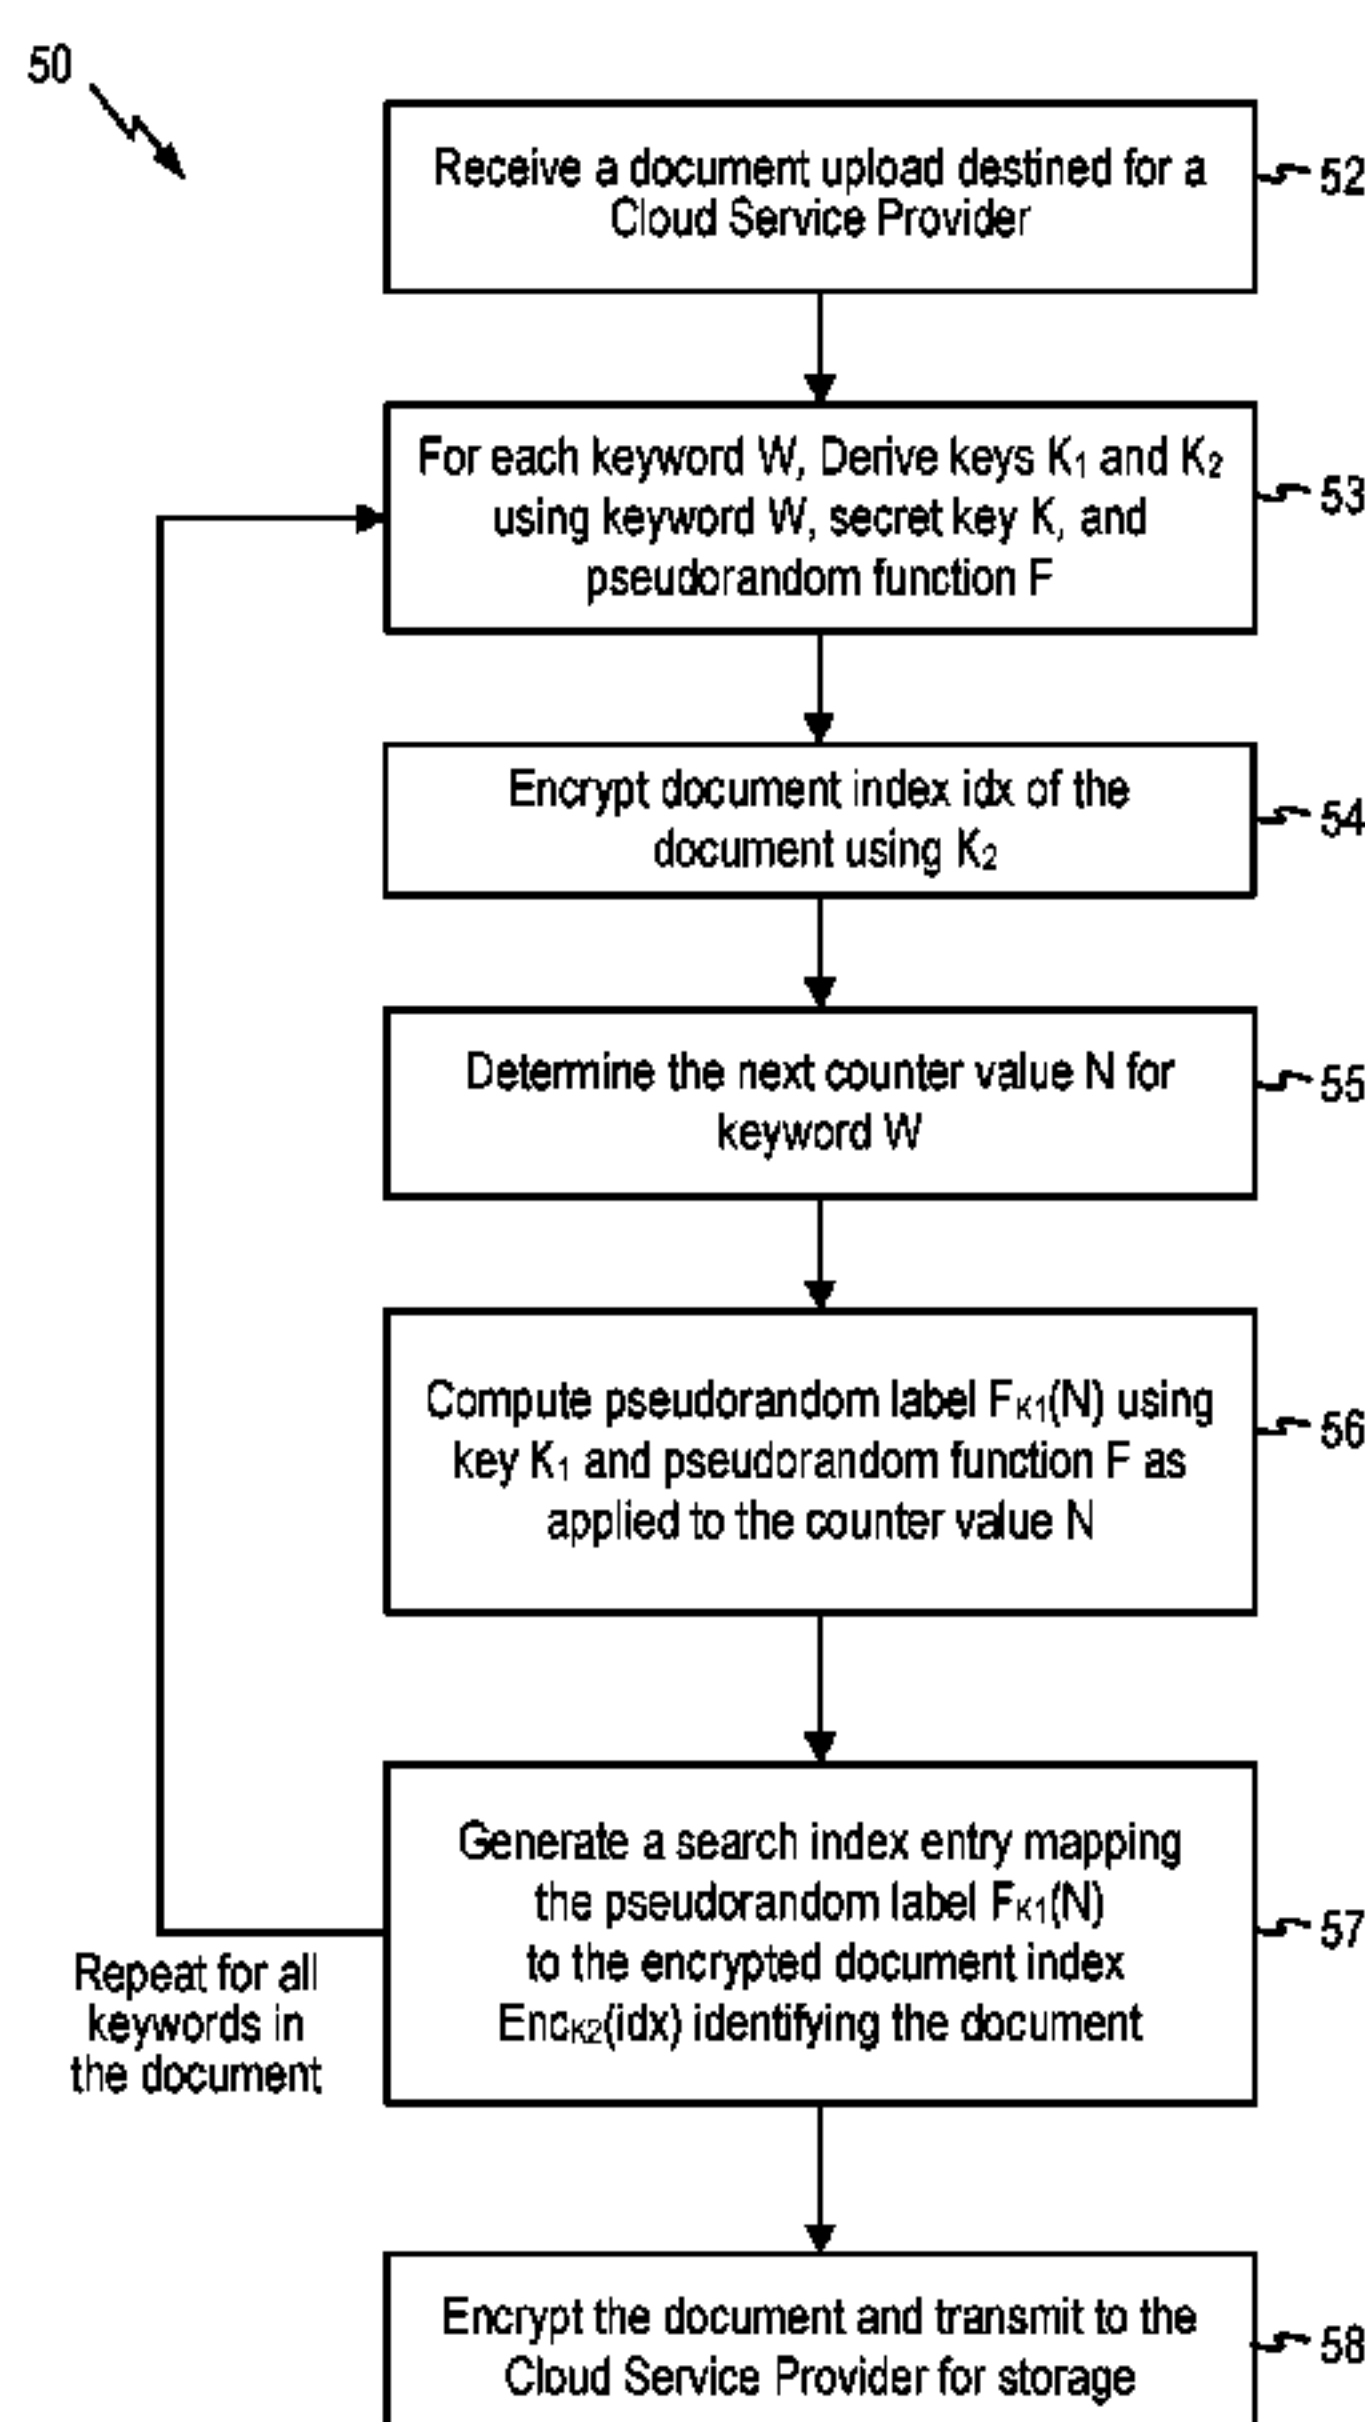 50
Receive a document upload destined for a
Cloud Service Provider
52
For each keyword W, Derive keys K₁ and K₂
using keyword W, secret key K, and
pseudorandom function F
53
Encrypt document index idx of the
document using K₂
54
Determine the next counter value N for
keyword W
55
Compute pseudorandom label Fᴋ₁(N) using
key K₁ and pseudorandom function F as
applied to the counter value N
56
Generate a search index entry mapping
the pseudorandom label Fᴋ₁(N)
to the encrypted document index
Encᴋ₂(idx) identifying the document
57
Repeat for all
keywords in
the document
Encrypt the document and transmit to the
Cloud Service Provider for storage
58